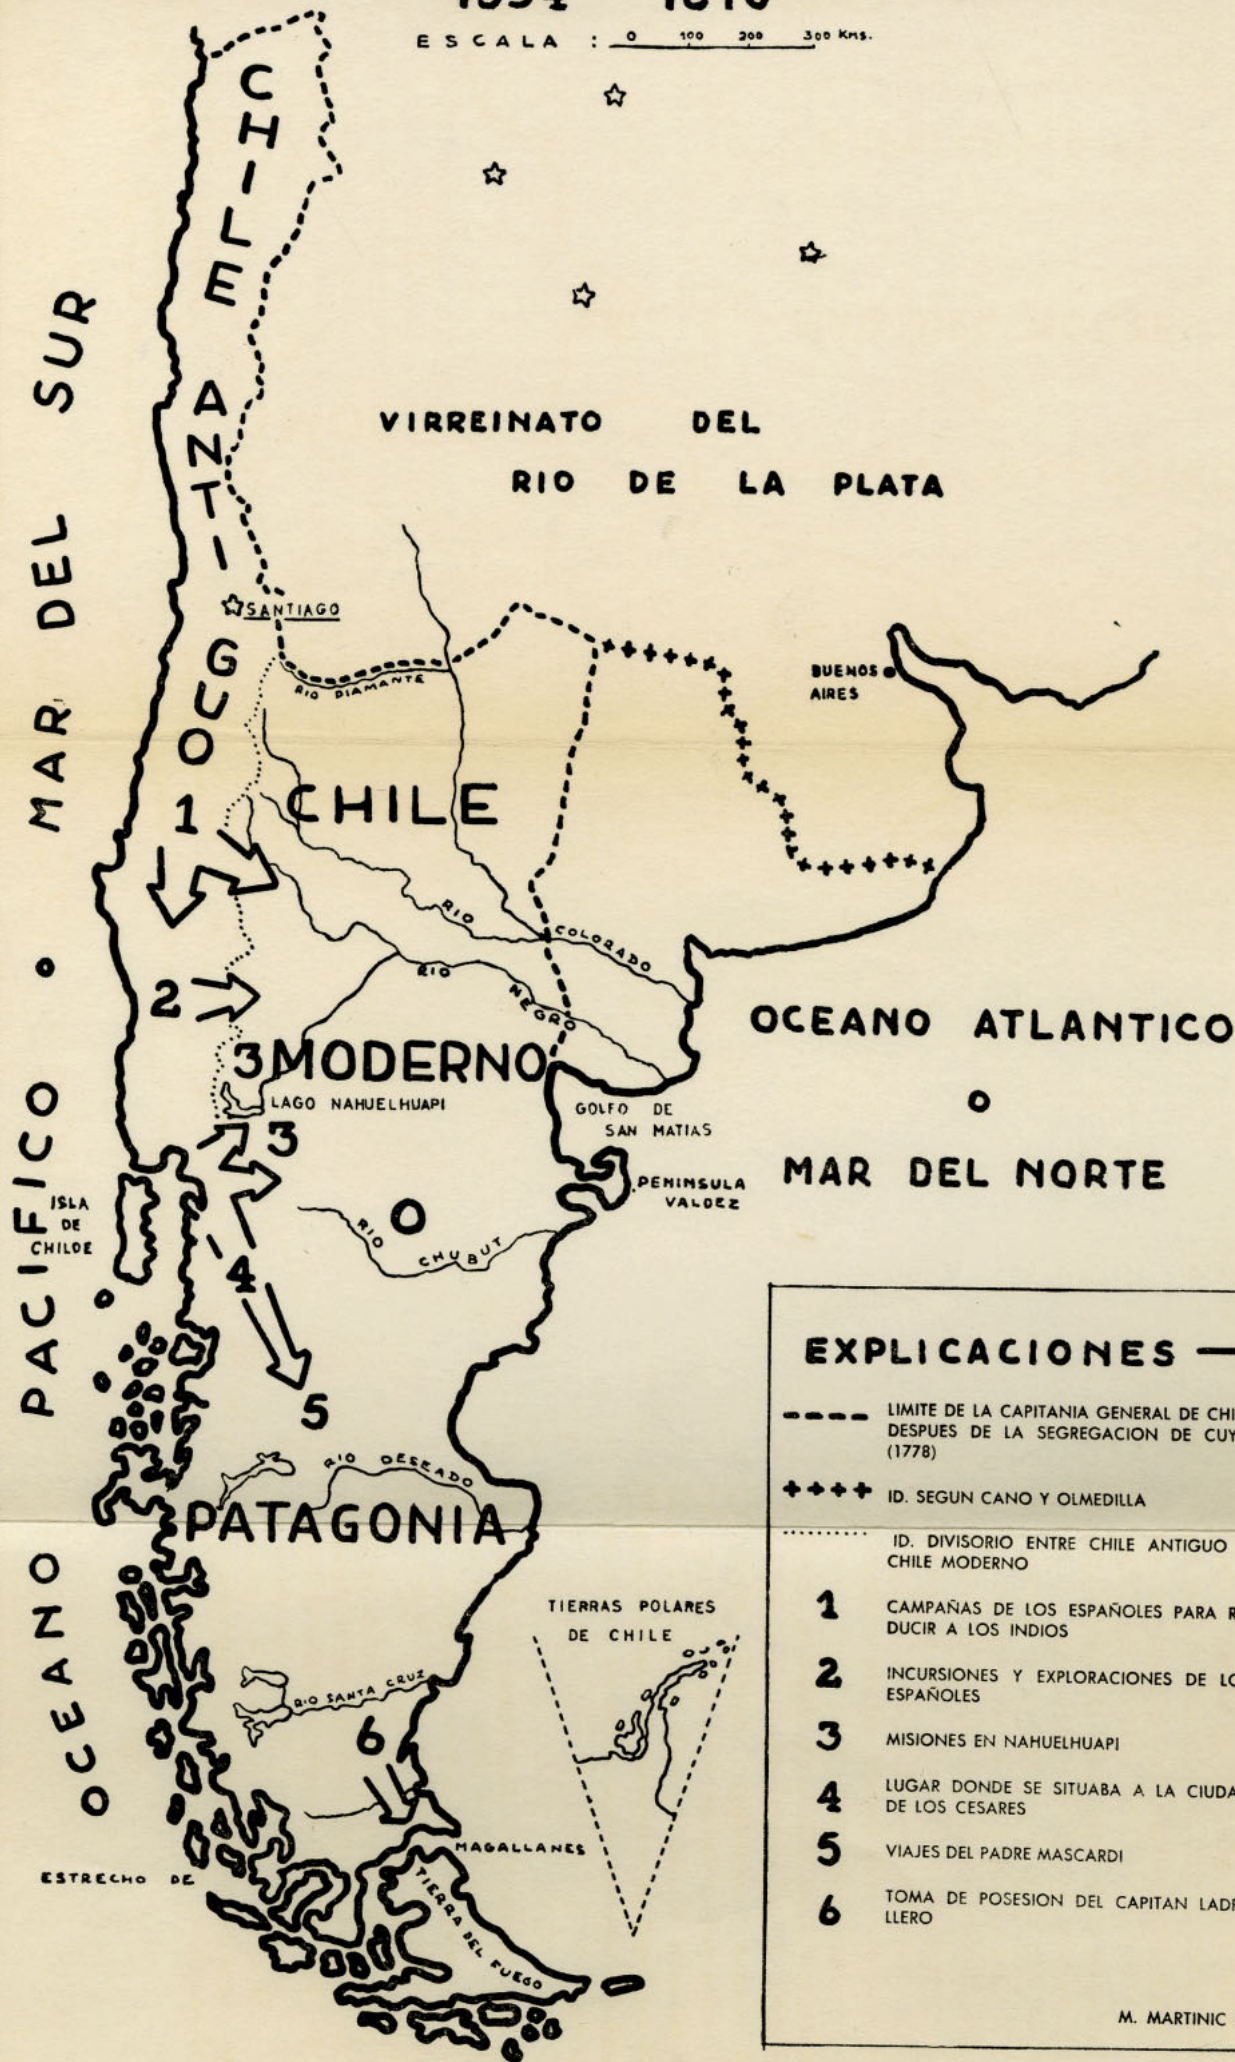 ESCALA : 0 100 200 300 KMS.
CHILE ANTIGUO
VIRREINATO DEL
RIO DE LA PLATA
MAR DEL SUR
O
OCEANO PACIFICO
SANTIAGO
RIO DIAMANTE
BUENOS
AIRES
CHILE
1
RIO COLORADO
2
RIO NEGRO
3 MODERNO
LAGO NAHUELHUAPI
3
OCEANO ATLANTICO
O
MAR DEL NORTE
GOLFO DE
SAN MATIAS
PENINSULA
VALDEZ
ISLA
DE
CHILOE
O
RIO CHUBUT
4
5
RIO DESEADO
PATAGONIA
TIERRAS POLARES
DE CHILE
RIO SANTA CRUZ
6
ESTRECHO DE MAGALLANES
TIERRA DEL FUEGO
EXPLICACIONES —
LIMITE DE LA CAPITANIA GENERAL DE CHI
DESPUES DE LA SEGREGACION DE CUY
(1778)
++++ ID. SEGUN CANO Y OLMEDILLA
ID. DIVISORIO ENTRE CHILE ANTIGUO
CHILE MODERNO
1 CAMPAÑAS DE LOS ESPAÑOLES PARA R
DUCIR A LOS INDIOS
2 INCURSIONES Y EXPLORACIONES DE LO
ESPAÑOLES
3 MISIONES EN NAHUELHUAPI
4 LUGAR DONDE SE SITUABA A LA CIUDA
DE LOS CESARES
5 VIAJES DEL PADRE MASCARDI
6 TOMA DE POSESION DEL CAPITAN LADR
LLERO
M. MARTINIC